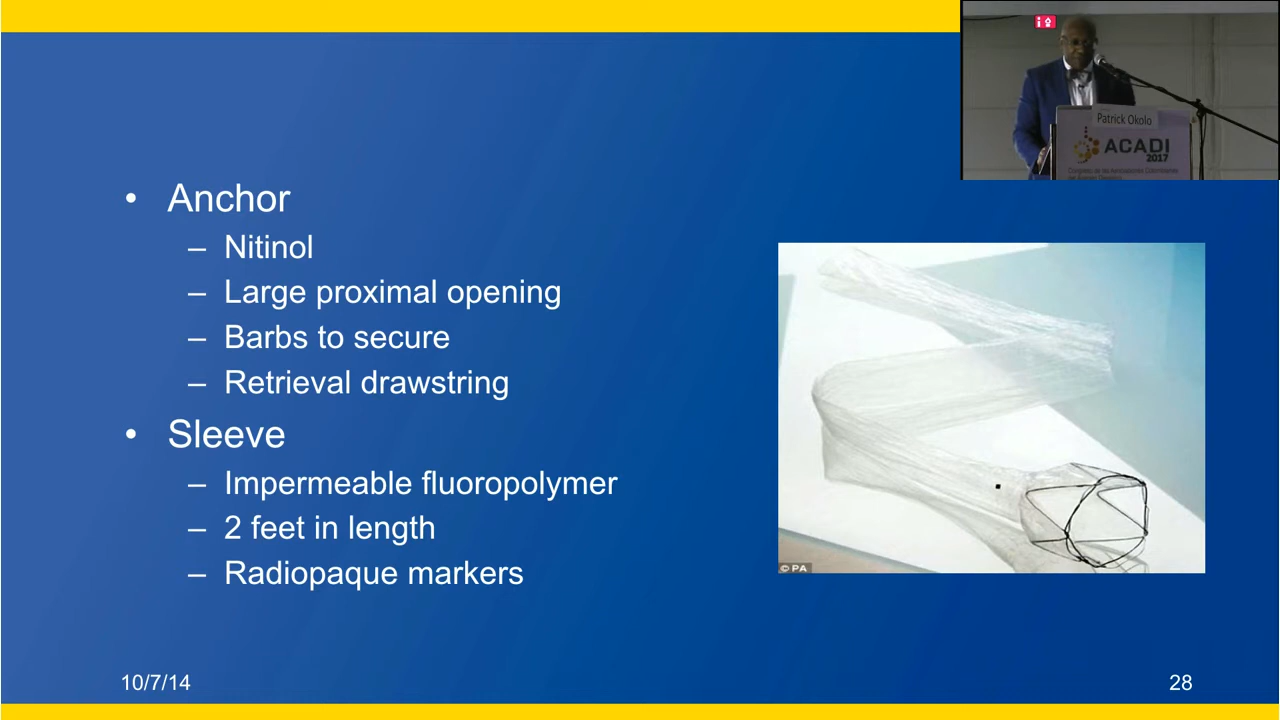 Patrick Okolo
ACADI
2017
• Anchor
– Nitinol
– Large proximal opening
– Barbs to secure
– Retrieval drawstring
• Sleeve
– Impermeable fluoropolymer
– 2 feet in length
– Radiopaque markers
© PA
10/7/14
28